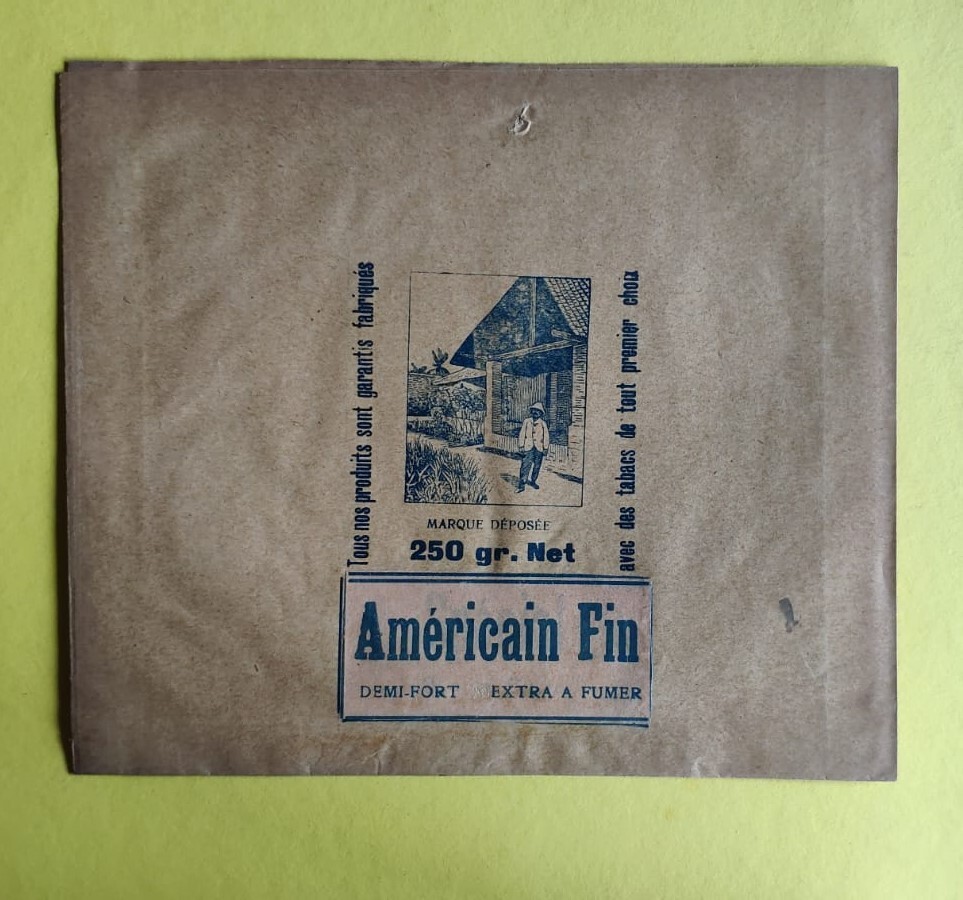 Tous nos produits sont garantis fabriqués
avec des tabacs de tout premier choix
MARQUE DÉPOSÉE
250 gr. Net
Américain Fin
DEMI-FORT EXTRA A FUMER